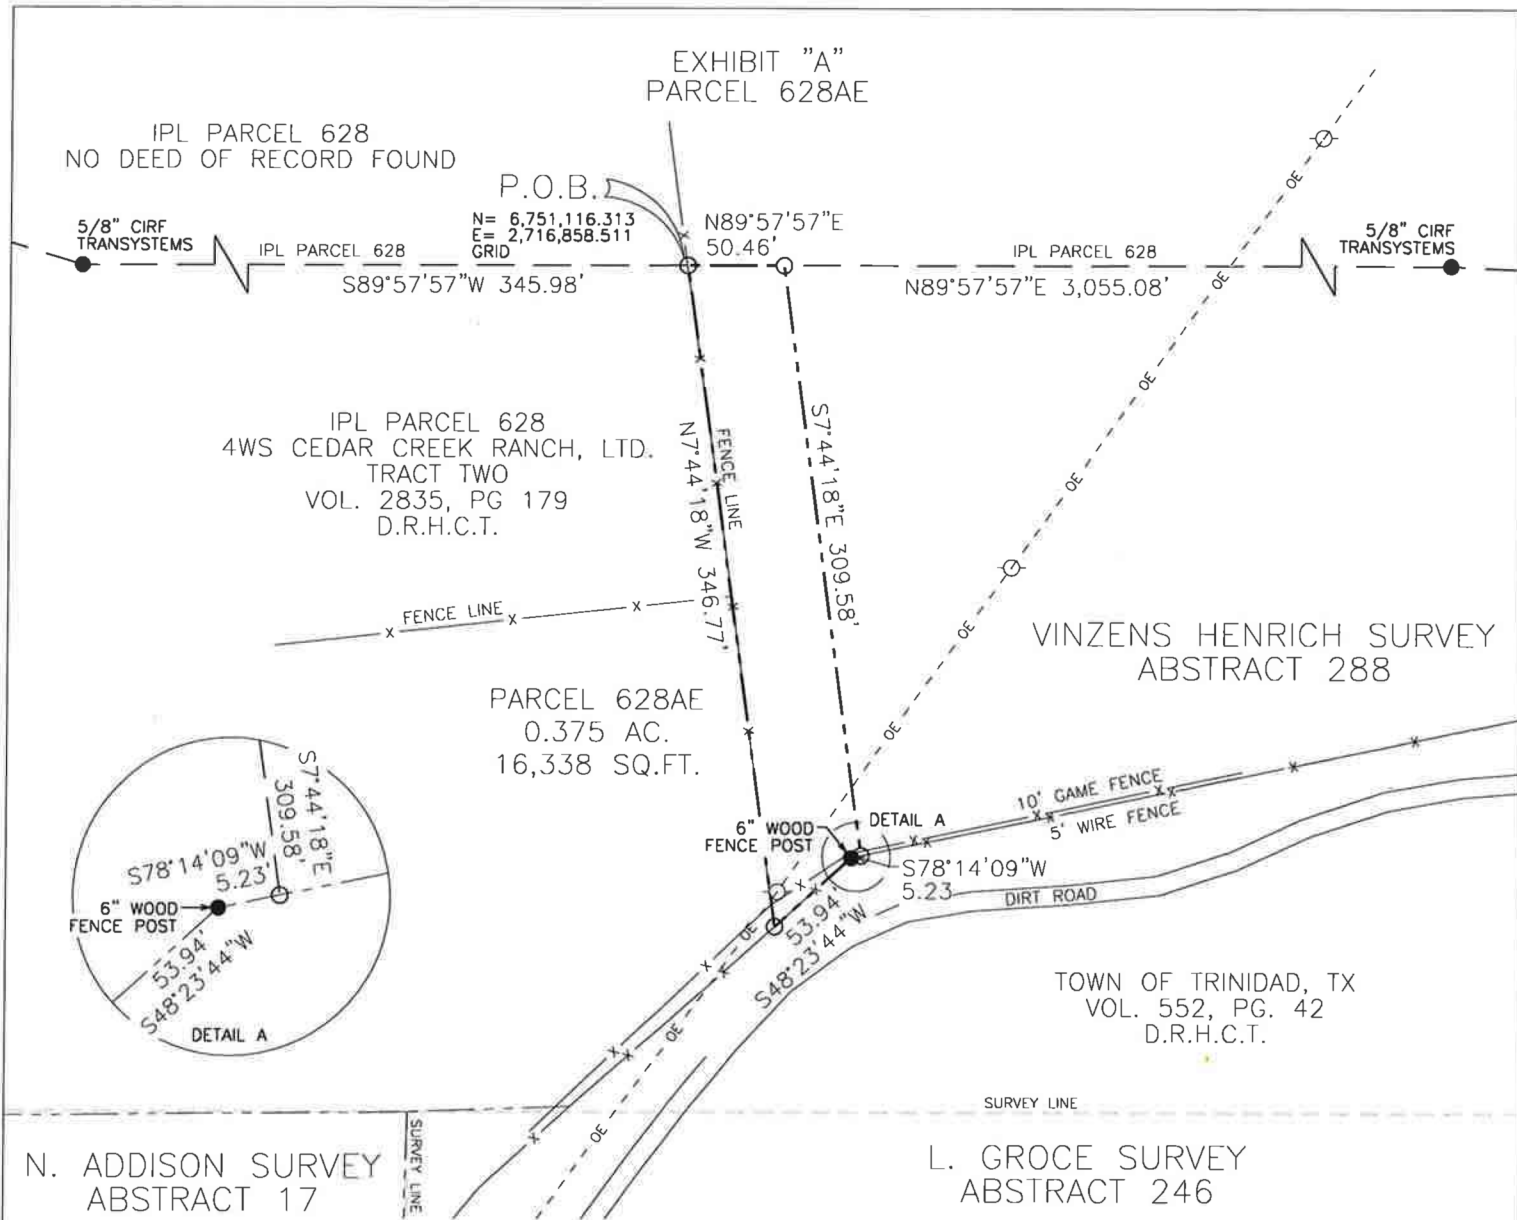 EXHIBIT "A"
PARCEL 628AE
IPL PARCEL 628
NO DEED OF RECORD FOUND
P.O.B.
N= 6,751,116.313
E= 2,716,858.511
GRID
N89°57'57"E
50.46'
5/8" CIRF
TRANSYSTEMS
IPL PARCEL 628
S89°57'57"W 345.98'
IPL PARCEL 628
N89°57'57"E 3,055.08'
5/8" CIRF
TRANSYSTEMS
OE
OE
OE
OE
OE
OE
OE
OE
OE
IPL PARCEL 628
4WS CEDAR CREEK RANCH, LTD.
TRACT TWO
VOL. 2835, PG 179
D.R.H.C.T.
FENCE LINE
N7°44'18"W 346.77'
S7°44'18"E 309.58'
FENCE LINE
VINZENS HENRICH SURVEY
ABSTRACT 288
PARCEL 628AE
0.375 AC.
16,338 SQ.FT.
10' GAME FENCE
5' WIRE FENCE
6" WOOD
FENCE POST
DETAIL A
S78°14'09"W
5.23
DIRT ROAD
53.94'
S48°23'44"W
S7°44'18"E
309.58'
S78°14'09"W
5.23'
6" WOOD
FENCE POST
53.94'
S48°23'44"W
DETAIL A
TOWN OF TRINIDAD, TX
VOL. 552, PG. 42
D.R.H.C.T.
SURVEY LINE
SURVEY LINE
N. ADDISON SURVEY
ABSTRACT 17
L. GROCE SURVEY
ABSTRACT 246